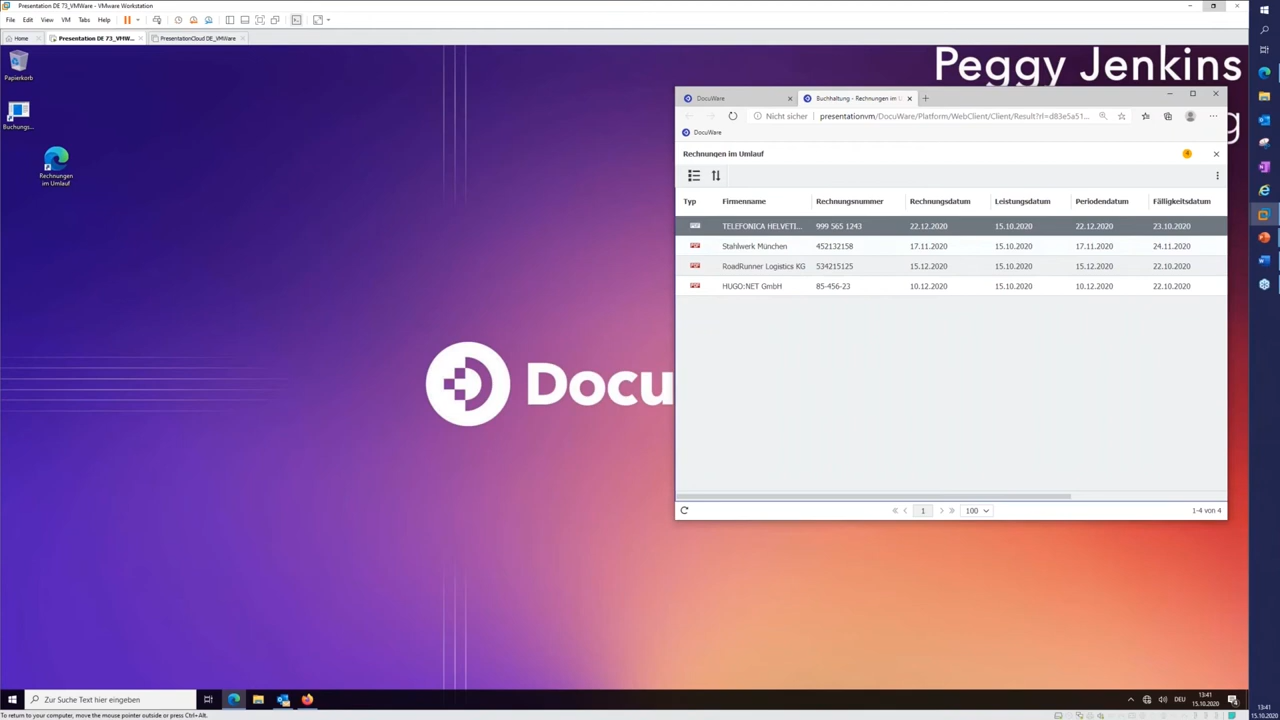 Presentation DE 73_VMWare - VMware Workstation
File Edit View VM Tabs Help
Home Presentation DE 73_VMW... PresentationCloud DE_VMWare
Papierkorb
Buchungs...
Rechnungen
im Umlauf
Peggy Jenkins
DocuWare Buchhaltung - Rechnungen im U
Nicht sicher presentationvm/DocuWare/Platform/WebClient/Client/Result?rl=d83e5a51...
g
DocuWare
Rechnungen im Umlauf 4
Typ Firmenname Rechnungsnummer Rechnungsdatum Leistungsdatum Periodendatum Fälligkeitsdatum
TELEFONICA HELVETI... 999 565 1243 22.12.2020 15.10.2020 22.12.2020 23.10.2020
Stahlwerk München 452132158 17.11.2020 15.10.2020 17.11.2020 24.11.2020
RoadRunner Logistics KG 534215125 15.12.2020 15.10.2020 15.12.2020 22.10.2020
HUGO:NET GmbH 85-456-23 10.12.2020 15.10.2020 10.12.2020 22.10.2020
Docu
1 100 1-4 von 4
Zur Suche Text hier eingeben DEU 13:41
15.10.2020
To return to your computer, move the mouse pointer outside or press Ctrl+Alt.
13:41
15.10.2020